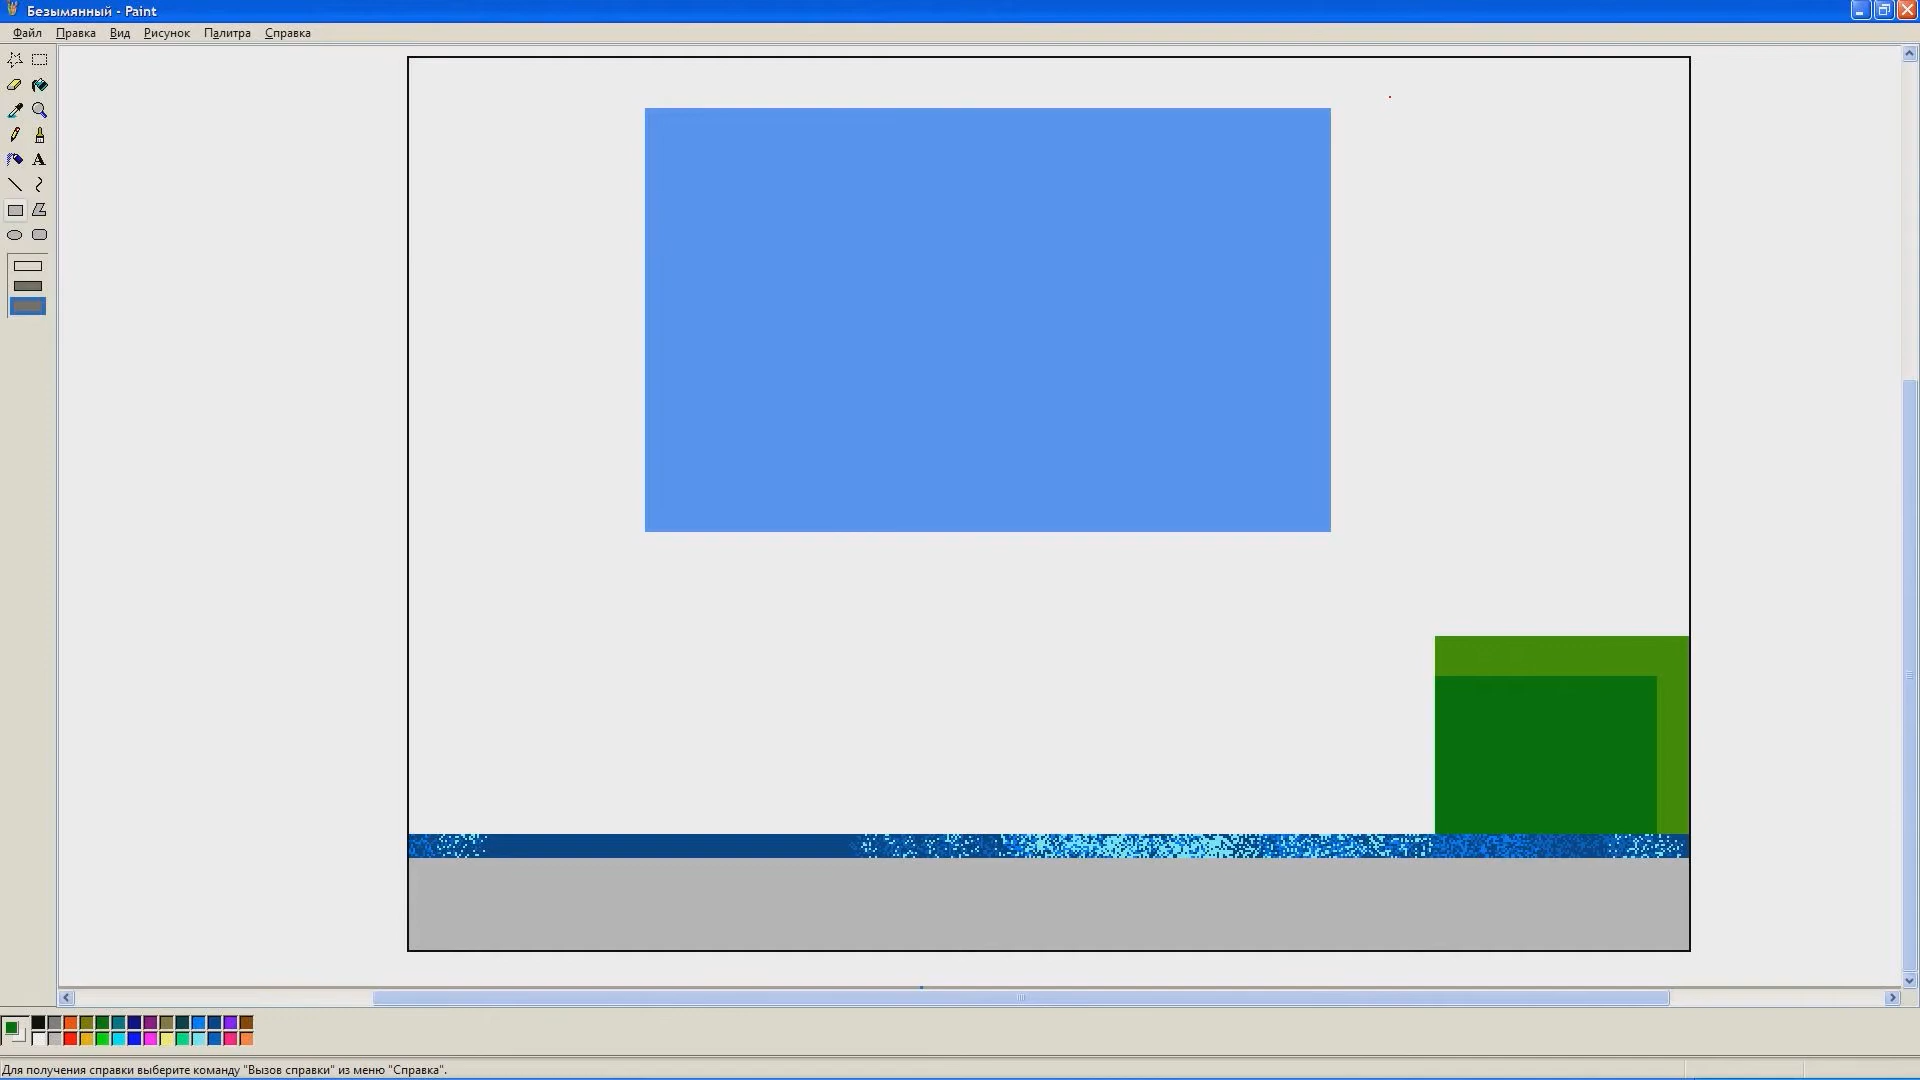 Безымянный - Paint
Файл Правка Вид Рисунок Палитра Справка
A
Для получения справки выберите команду "Вызов справки" из меню "Справка".